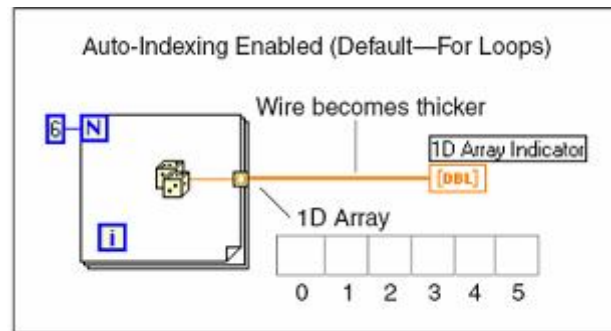 Auto-Indexing Enabled (Default—For Loops)
Wire becomes thicker
6 N
1D Array Indicator
[DBL]
i
1D Array
0 1 2 3 4 5